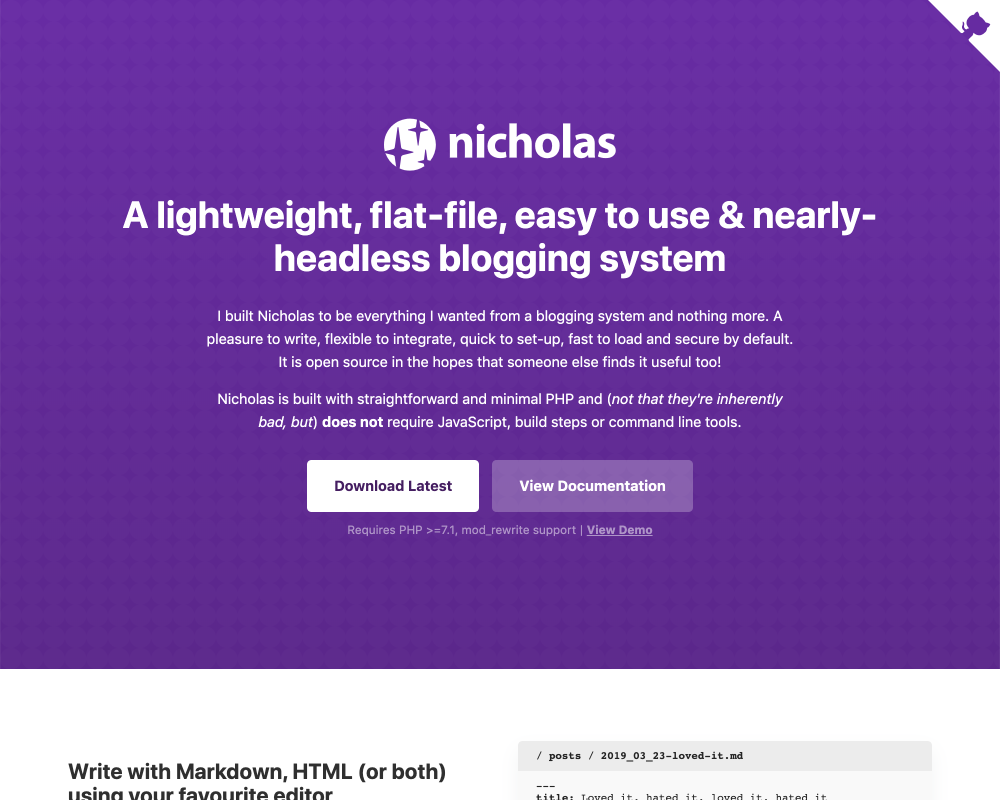 nicholas
A lightweight, flat-file, easy to use & nearly-
headless blogging system
I built Nicholas to be everything I wanted from a blogging system and nothing more. A
pleasure to write, flexible to integrate, quick to set-up, fast to load and secure by default.
It is open source in the hopes that someone else finds it useful too!
Nicholas is built with straightforward and minimal PHP and (not that they're inherently
bad, but) does not require JavaScript, build steps or command line tools.
Download Latest
View Documentation
Requires PHP >=7.1, mod_rewrite support | View Demo
Write with Markdown, HTML (or both)
using your favourite editor
/ posts / 2019_03_23-loved-it.md
---
title: Loved it, hated it, loved it, hated it